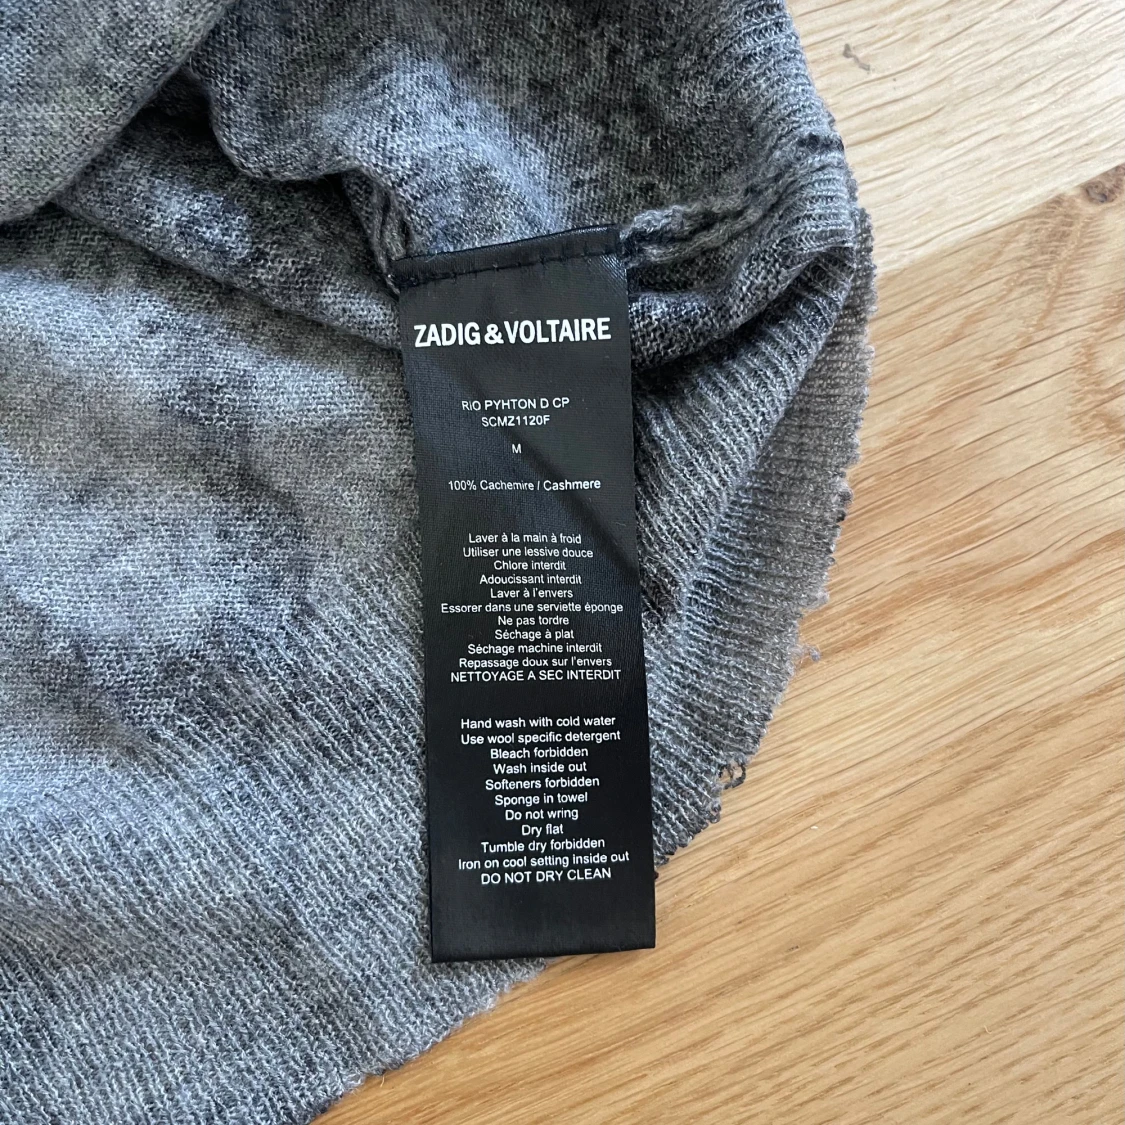 ZADIG & VOLTAIRE
RIO PYHTON D CP
SCMZ1120F
M
100% Cachemire / Cashmere
Laver à la main à froid
Utiliser une lessive douce
Chlore interdit
Adoucissant interdit
Laver à l'envers
Essorer dans une serviette éponge
Ne pas tordre
Séchage à plat
Séchage machine interdit
Repassage doux sur l'envers
NETTOYAGE A SEC INTERDIT
Hand wash with cold water
Use wool specific detergent
Bleach forbidden
Wash inside out
Softeners forbidden
Sponge in towel
Do not wring
Dry flat
Tumble dry forbidden
Iron on cool setting inside out
DO NOT DRY CLEAN